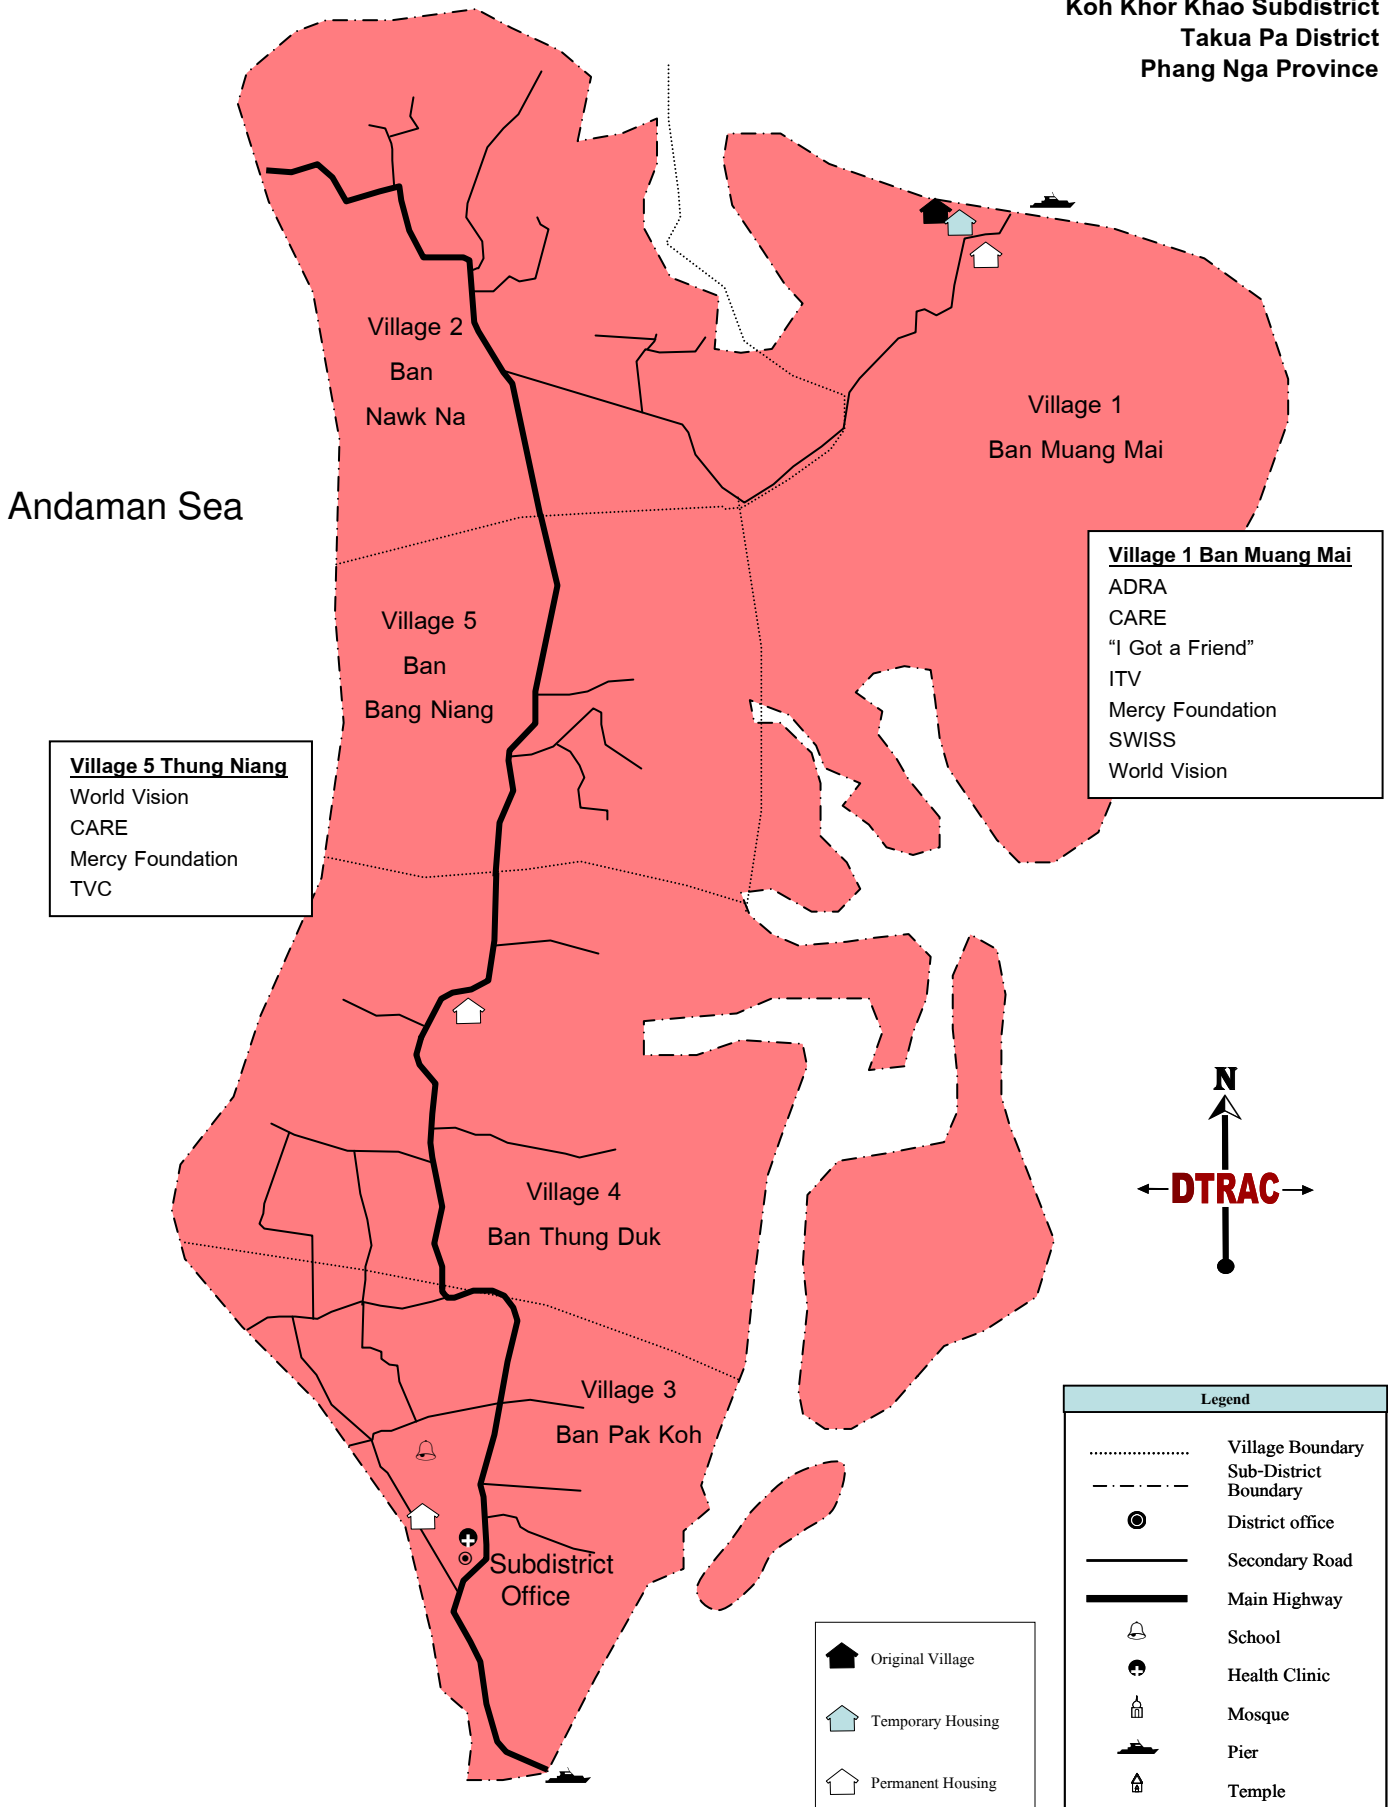 Koh Khor Khao Subdistrict
Takua Pa District
Phang Nga Province
Village 2
Ban
Nawk Na
Village 1
Ban Muang Mai
Andaman Sea
Village 1 Ban Muang Mai
ADRA
CARE
“I Got a Friend”
ITV
Mercy Foundation
SWISS
World Vision
Village 5
Ban
Bang Niang
Village 5 Thung Niang
World Vision
CARE
Mercy Foundation
TVC
N
DTRAC
Village 4
Ban Thung Duk
Village 3
Ban Pak Koh
Subdistrict
Office
Original Village
Temporary Housing
Permanent Housing
Legend
Village Boundary
Sub-District
Boundary
District office
Secondary Road
Main Highway
School
Health Clinic
Mosque
Pier
Temple